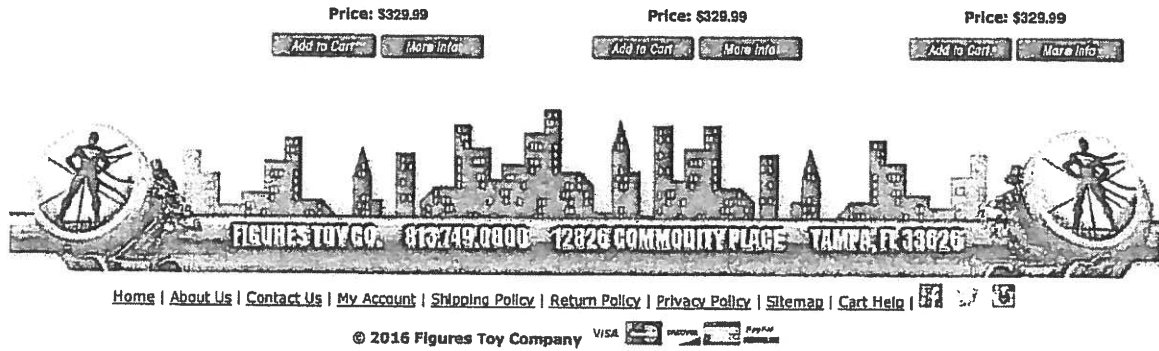 Price: $329.99 Price: $329.99 Price: $329.99
Add to Cart More Info Add to Cart More Info Add to Cart More Info
FIGURES TOY CO. 813.749.0800 12826 COMMODITY PLACE TAMPA, FL 33626
Home | About Us | Contact Us | My Account | Shipping Policy | Return Policy | Privacy Policy | Sitemap | Cart Help |
© 2016 Figures Toy Company VISA DISCOVER PayPal